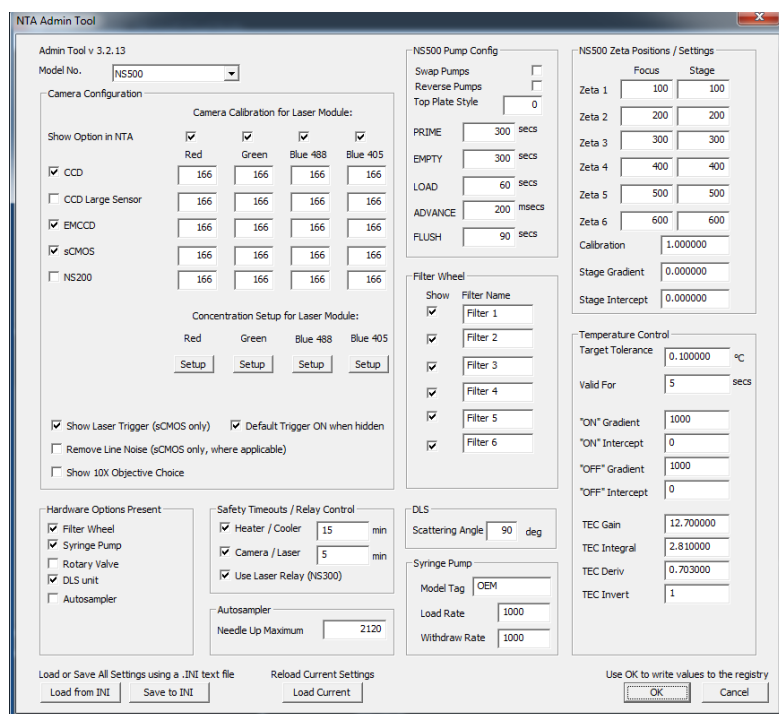 NTA Admin Tool
x
Admin Tool v 3.2.13
Model No. NS500
Camera Configuration
Camera Calibration for Laser Module:
Show Option in NTA
Red Green Blue 488 Blue 405
CCD 166 166 166 166
CCD Large Sensor 166 166 166 166
EMCCD 166 166 166 166
sCMOS 166 166 166 166
NS200 166 166 166 166
Concentration Setup for Laser Module:
Red Green Blue 488 Blue 405
Setup Setup Setup Setup
Show Laser Trigger (sCMOS only) Default Trigger ON when hidden
Remove Line Noise (sCMOS only, where applicable)
Show 10X Objective Choice
NS500 Pump Config
Swap Pumps
Reverse Pumps
Top Plate Style 0
PRIME 300 secs
EMPTY 300 secs
LOAD 60 secs
ADVANCE 200 msecs
FLUSH 90 secs
Filter Wheel
Show Filter Name
Filter 1
Filter 2
Filter 3
Filter 4
Filter 5
Filter 6
NS500 Zeta Positions / Settings
Focus Stage
Zeta 1 100 100
Zeta 2 200 200
Zeta 3 300 300
Zeta 4 400 400
Zeta 5 500 500
Zeta 6 600 600
Calibration 1.000000
Stage Gradient 0.000000
Stage Intercept 0.000000
Temperature Control
Target Tolerance 0.100000 ºC
Valid For 5 secs
"ON" Gradient 1000
"ON" Intercept 0
"OFF" Gradient 1000
"OFF" Intercept 0
TEC Gain 12.700000
TEC Integral 2.810000
TEC Deriv 0.703000
TEC Invert 1
Hardware Options Present
Filter Wheel
Syringe Pump
Rotary Valve
DLS unit
Autosampler
Safety Timeouts / Relay Control
Heater / Cooler 15 min
Camera / Laser 5 min
Use Laser Relay (NS300)
Autosampler
Needle Up Maximum 2120
DLS
Scattering Angle 90 deg
Syringe Pump
Model Tag OEM
Load Rate 1000
Withdraw Rate 1000
Load or Save All Settings using a .INI text file
Load from INI Save to INI
Reload Current Settings
Load Current
Use OK to write values to the registry
OK Cancel